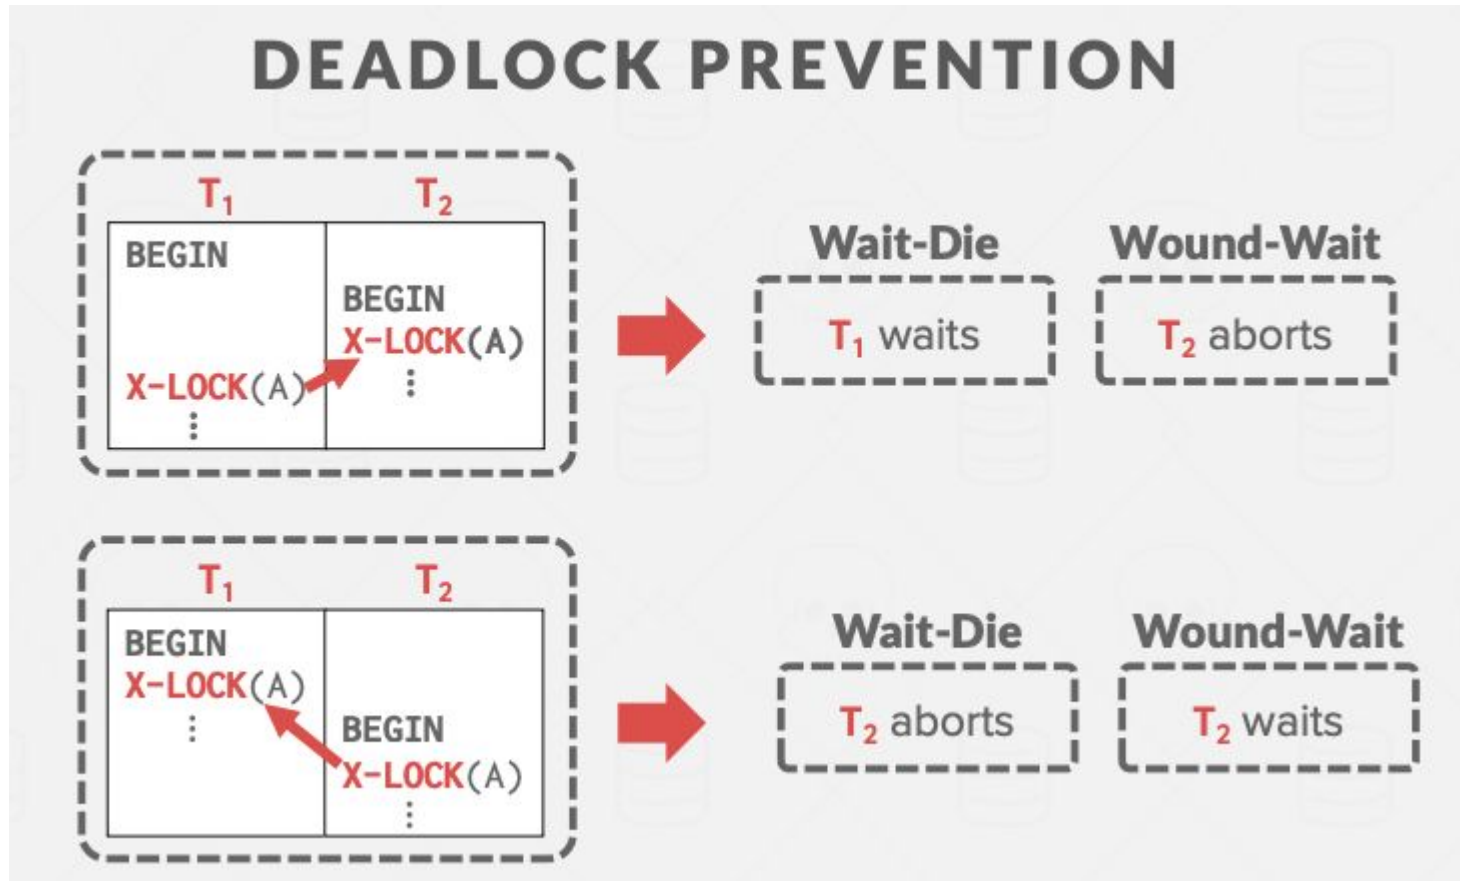 DEADLOCK PREVENTION
T1 T2
BEGIN
BEGIN
X-LOCK(A)
X-LOCK(A)
⋮
⋮
Wait-Die
T1 waits
Wound-Wait
T2 aborts
T1 T2
BEGIN
X-LOCK(A)
⋮
BEGIN
X-LOCK(A)
⋮
Wait-Die
T2 aborts
Wound-Wait
T2 waits